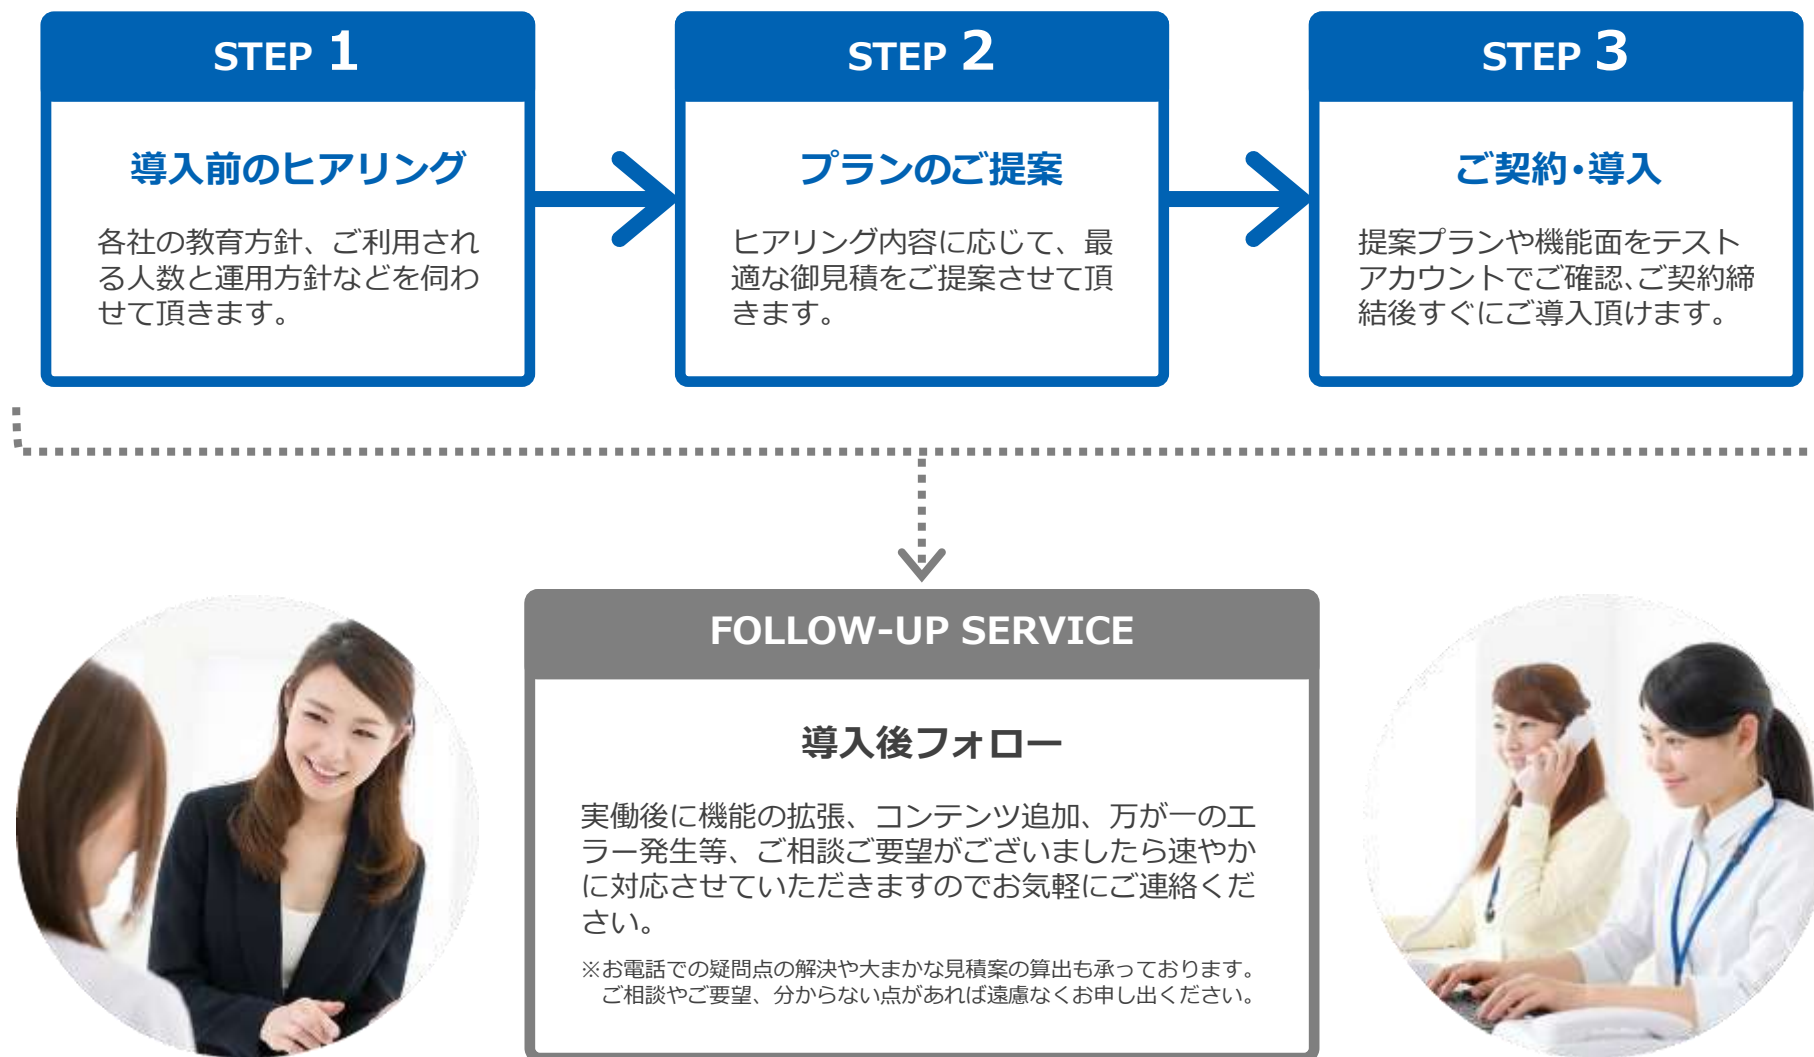 STEP 1
導入前のヒアリング
各社の教育方針、ご利用され
る人数と運用方針などを伺わ
せて頂きます。
STEP 2
プランのご提案
ヒアリング内容に応じて、最
適な御見積をご提案させて頂
きます。
STEP 3
ご契約・導入
提案プランや機能面をテスト
アカウントでご確認、ご契約締
結後すぐにご導入頂けます。
FOLLOW-UP SERVICE
導入後フォロー
実働後に機能の拡張、コンテンツ追加、万が一のエ
ラー発生等、ご相談ご要望がございましたら速やか
に対応させていただきますのでお気軽にご連絡くだ
さい。
※お電話での疑問点の解決や大まかな見積案の算出も承っております。
ご相談やご要望、分からない点があれば遠慮なくお申し出ください。